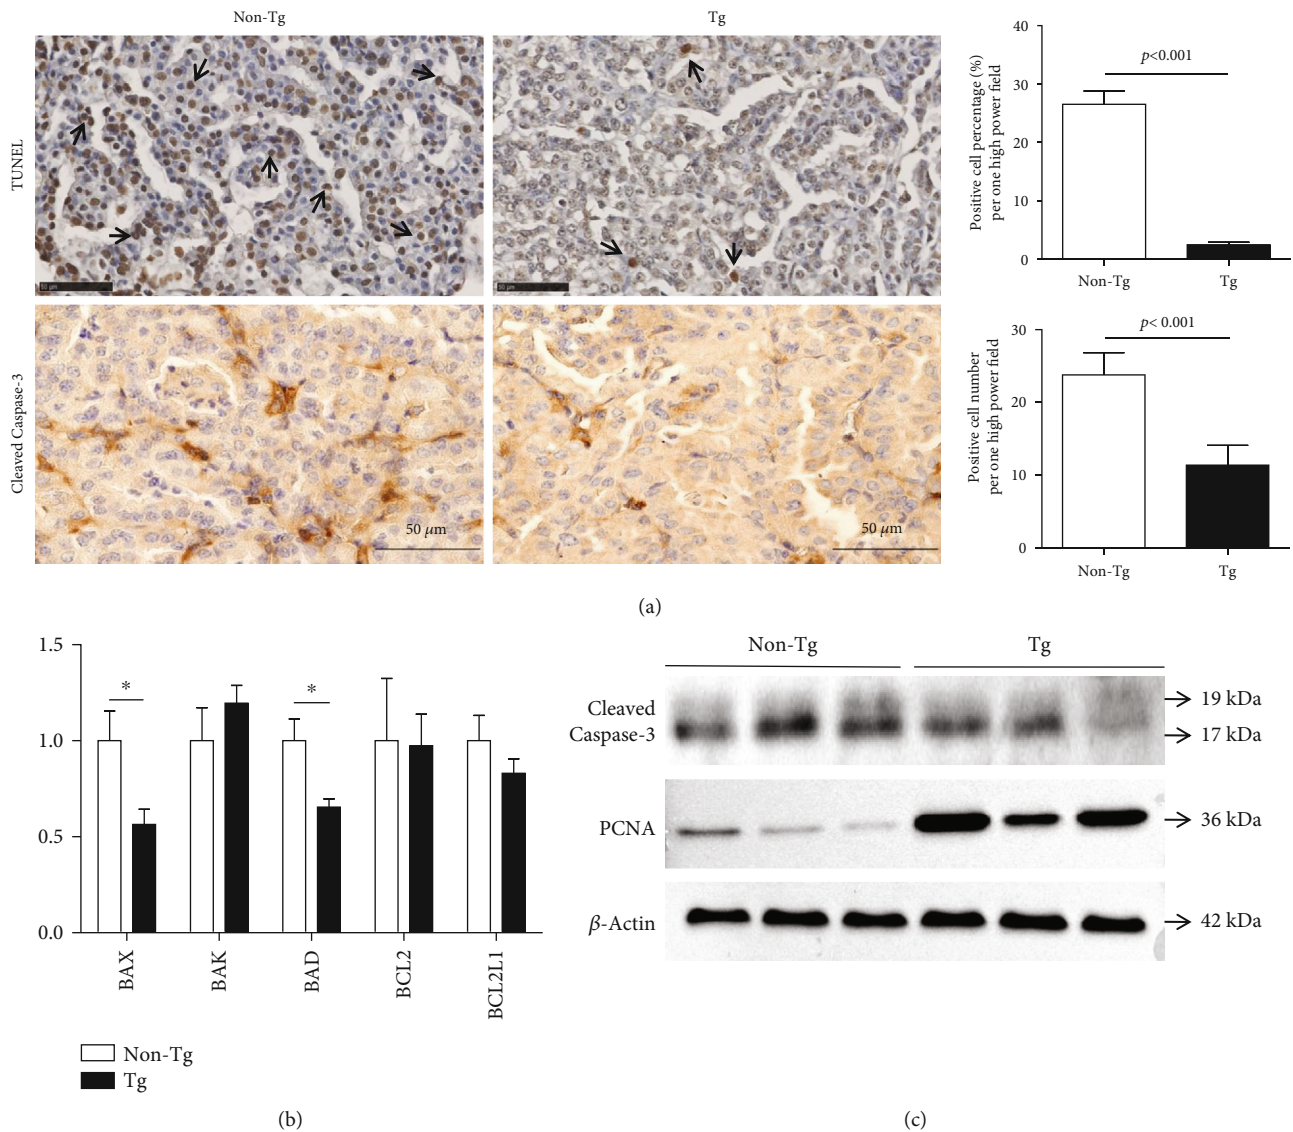 Non-Tg
Tg
TUNEL
50 µm
50 µm
Positive cell percentage (%)
per one high power field
40
30
20
10
0
p<0.001
Non-Tg
Tg
Cleaved Caspase-3
50 µm
50 µm
Positive cell number
per one high power field
30
20
10
0
p< 0.001
Non-Tg
Tg
(a)
1.5
1.0
0.5
0.0
*
*
BAX
BAK
BAD
BCL2
BCL2L1
Non-Tg
Tg
(b)
Non-Tg
Tg
Cleaved
Caspase-3
19 kDa
17 kDa
PCNA
36 kDa
β-Actin
42 kDa
(c)